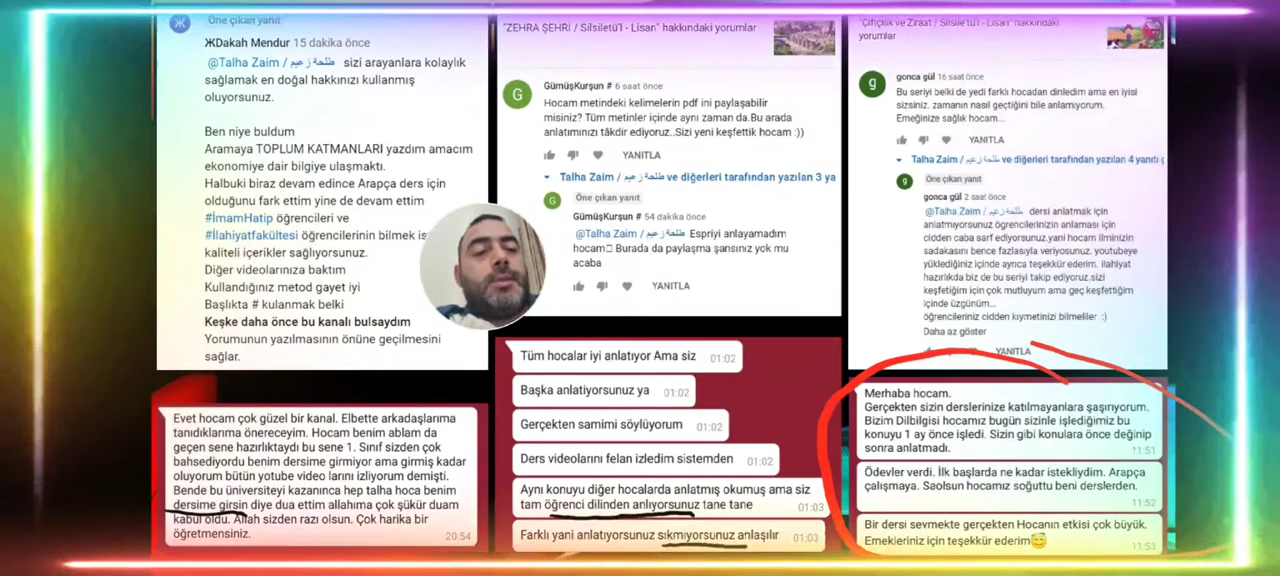 Öne çıkan yanıt:
Ж
ЖDakah Mendur 15 dakika önce
@Talha Zaim / طلحة زعيم sizi arayanlara kolaylık
sağlamak en doğal hakkınızı kullanmış
oluyorsunuz.
Ben niye buldum
Aramaya TOPLUM KATMANLARI yazdım amacım
ekonomiye dair bilgiye ulaşmaktı.
Halbuki biraz devam edince Arapça ders için
olduğunu fark ettim yine de devam ettim
#İmamHatip öğrencileri ve
#İlahiyatfakültesi öğrencilerinin bilmek is
kaliteli içerikler sağlıyorsunuz.
Diğer videolarınıza baktım
Kullandığınız metod gayet iyi
Başlıkta # kulanmak belki
Keşke daha önce bu kanalı bulsaydım
Yorumunun yazılmasının önüne geçilmesini
sağlar.
Evet hocam çok güzel bir kanal. Elbette arkadaşlarıma
tanıdıklarıma önereceyim. Hocam benim ablam da
geçen sene hazırlıktaydı bu sene 1. Sınıf sizden çok
bahsediyordu benim dersime girmiyor ama girmiş kadar
oluyorum bütün yotube video larını izliyorum demişti.
Bende bu üniversiteyi kazanınca hep talha hoca benim
dersime girsin diye dua ettim allahıma çok şükür duam
kabul oldu. Allah sizden razı olsun. Çok harika bir
öğretmensiniz.
20:54
"ZEHRA ŞEHRİ / Silsiletü'l - Lisan" hakkındaki yorumlar
G
GümüşKurşun # 6 saat önce
Hocam metindeki kelimelerin pdf ini paylaşabilir
misiniz? Tüm metinler içinde aynı zaman da.Bu arada
anlatımınızı tâkdir ediyoruz..Sizi yeni keşfettik hocam :))
YANITLA
Talha Zaim / طلحة زعيم ve diğerleri tarafından yazılan 3 ya
G
Öne çıkan yanıt
GümüşKurşun # 54 dakika önce
@Talha Zaim / طلحة زعيم Espriyi anlayamadım
hocam Burada da paylaşma şansınız yok mu
acaba
YANITLA
Tüm hocalar iyi anlatıyor Ama siz 01:02
Başka anlatıyorsunuz ya 01:02
Gerçekten samimi söylüyorum 01:02
Ders videolarını felan izledim sistemden 01:02
Aynı konuyu diğer hocalarda anlatmış okumuş ama siz
tam öğrenci dilinden anlıyorsunuz tane tane 01:03
Farklı yani anlatıyorsunuz sıkmıyorsunuz anlaşılır 01:03
"Çifçilik ve Ziraat / Silsile tü'l - Lisan" hakkındaki
yorumlar
g
gonca gül 16 saat önce
Bu seriyi belki de yedi farklı hocadan dinledim ama en iyisi
sizsiniz. zamanın nasıl geçtiğini bile anlamıyorum.
Emeğinize sağlık hocam...
YANITLA
Talha Zaim / طلحة زعيم ve diğerleri tarafından yazılan 4 yanıtı g
g
Öne çıkan yanıt
gonca gül 2 saat önce
@Talha Zaim / طلحة زعيم dersi anlatmak için
anlatmıyorsunuz öğrencilerinizin anlaması için
cidden caba sarf ediyorsunuz.yani hocam ilminizin
sadakasını bence fazlasıyla veriyosunuz. youtubeye
yüklediğiniz içinde ayrıca teşekkür ederim. ilahiyat
hazırlıkda biz de bu seriyi takip ediyoruz.sizi
keşfetiğim için çok mutluyum ama geç keşfettiğim
içinde üzgünüm...
öğrencileriniz cidden kıymetinizi bilmeliler :)
Daha az göster
YANITLA
Merhaba hocam.
Gerçekten sizin derslerinize katılmayanlara şaşırıyorum.
Bizim Dilbilgisi hocamız bugün sizinle işlediğimiz bu
konuyu 1 ay önce işledi. Sizin gibi konulara önce değinip
sonra anlatmadı. 11:51
Ödevler verdi. İlk başlarda ne kadar istekliydim. Arapça
çalışmaya. Saolsun hocamız soğuttu beni derslerden.
11:52
Bir dersi sevmekte gerçekten Hocanın etkisi çok büyük.
Emekleriniz için teşekkür ederim😇 11:53